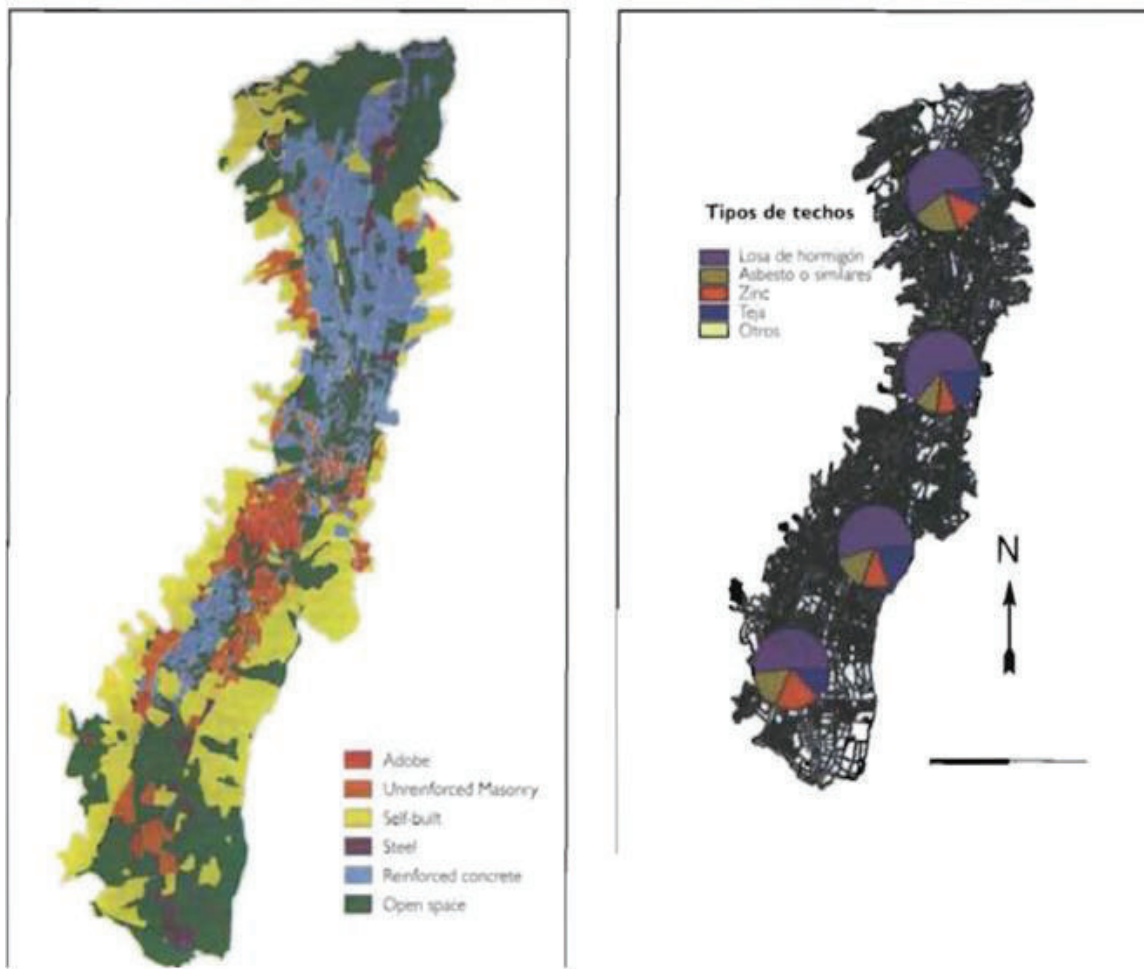 Adobe
Unreinforced Masonry
Self-built
Steel
Reinforced concrete
Open space
Tipos de techos
Losa de hormigón
Asbesto o similares
Zinc
Teja
Otros
N